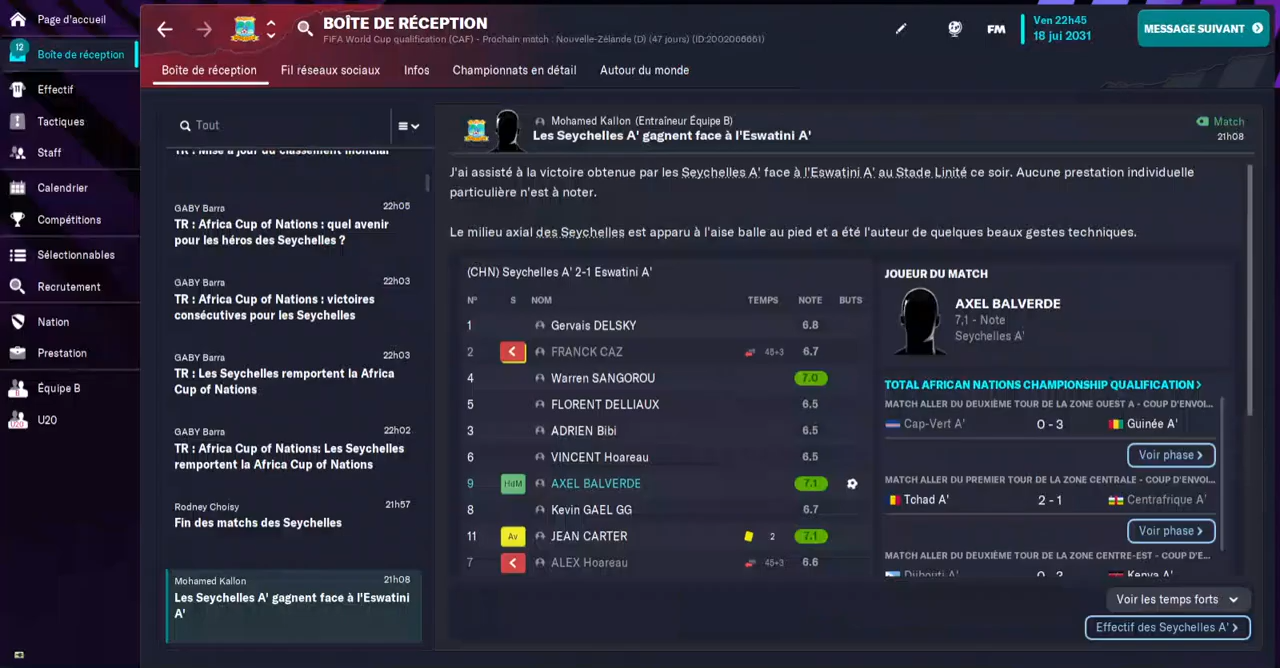 Page d'accueil
12
Boîte de réception
Effectif
Tactiques
Staff
Calendrier
Compétitions
Sélectionnables
Recrutement
Nation
Prestation
Équipe B
U20
BOÎTE DE RÉCEPTION
FIFA World Cup qualification (CAF) - Prochain match : Nouvelle-Zélande (D) (47 jours) (ID:2002066661)
FM
Ven 22h45
18 jui 2031
MESSAGE SUIVANT
Boîte de réception
Fil réseaux sociaux
Infos
Championnats en détail
Autour du monde
Tout
TR : Mise à jour du classement mondial
GABY Barra 22h05
TR : Africa Cup of Nations : quel avenir
pour les héros des Seychelles ?
GABY Barra 22h03
TR : Africa Cup of Nations : victoires
consécutives pour les Seychelles
GABY Barra 22h03
TR : Les Seychelles remportent la Africa
Cup of Nations
GABY Barra 22h02
TR : Africa Cup of Nations: Les Seychelles
remportent la Africa Cup of Nations
Rodney Choisy 21h57
Fin des matchs des Seychelles
Mohamed Kallon 21h08
Les Seychelles A' gagnent face à l'Eswatini
A'
Mohamed Kallon (Entraîneur Équipe B)
Les Seychelles A' gagnent face à l'Eswatini A'
Match
21h08
J'ai assisté à la victoire obtenue par les Seychelles A' face à l'Eswatini A' au Stade Linité ce soir. Aucune prestation individuelle
particulière n'est à noter.
Le milieu axial des Seychelles est apparu à l'aise balle au pied et a été l'auteur de quelques beaux gestes techniques.
(CHN) Seychelles A' 2-1 Eswatini A'
N° S NOM TEMPS NOTE BUTS
1 Gervais DELSKY 6.8
2 FRANCK CAZ 45+3 6.7
4 Warren SANGOROU 7.0
5 FLORENT DELLIAUX 6.5
3 ADRIEN Bibi 6.5
6 VINCENT Hoareau 6.5
9 HdM AXEL BALVERDE 7.1
8 Kevin GAEL GG 6.7
11 Av JEAN CARTER 2 7.1
7 ALEX Hoareau 45+3 6.6
JOUEUR DU MATCH
AXEL BALVERDE
7,1 - Note
Seychelles A'
TOTAL AFRICAN NATIONS CHAMPIONSHIP QUALIFICATION
MATCH ALLER DU DEUXIÈME TOUR DE LA ZONE OUEST A - COUP D'ENVOI...
Cap-Vert A' 0 - 3 Guinée A'
Voir phase
MATCH ALLER DU PREMIER TOUR DE LA ZONE CENTRALE - COUP D'ENVO...
Tchad A' 2 - 1 Centrafrique A'
Voir phase
MATCH ALLER DU DEUXIÈME TOUR DE LA ZONE CENTRE-EST - COUP D'E...
Djibouti A' 0 - 2 Kenya A'
Voir les temps forts
Effectif des Seychelles A'